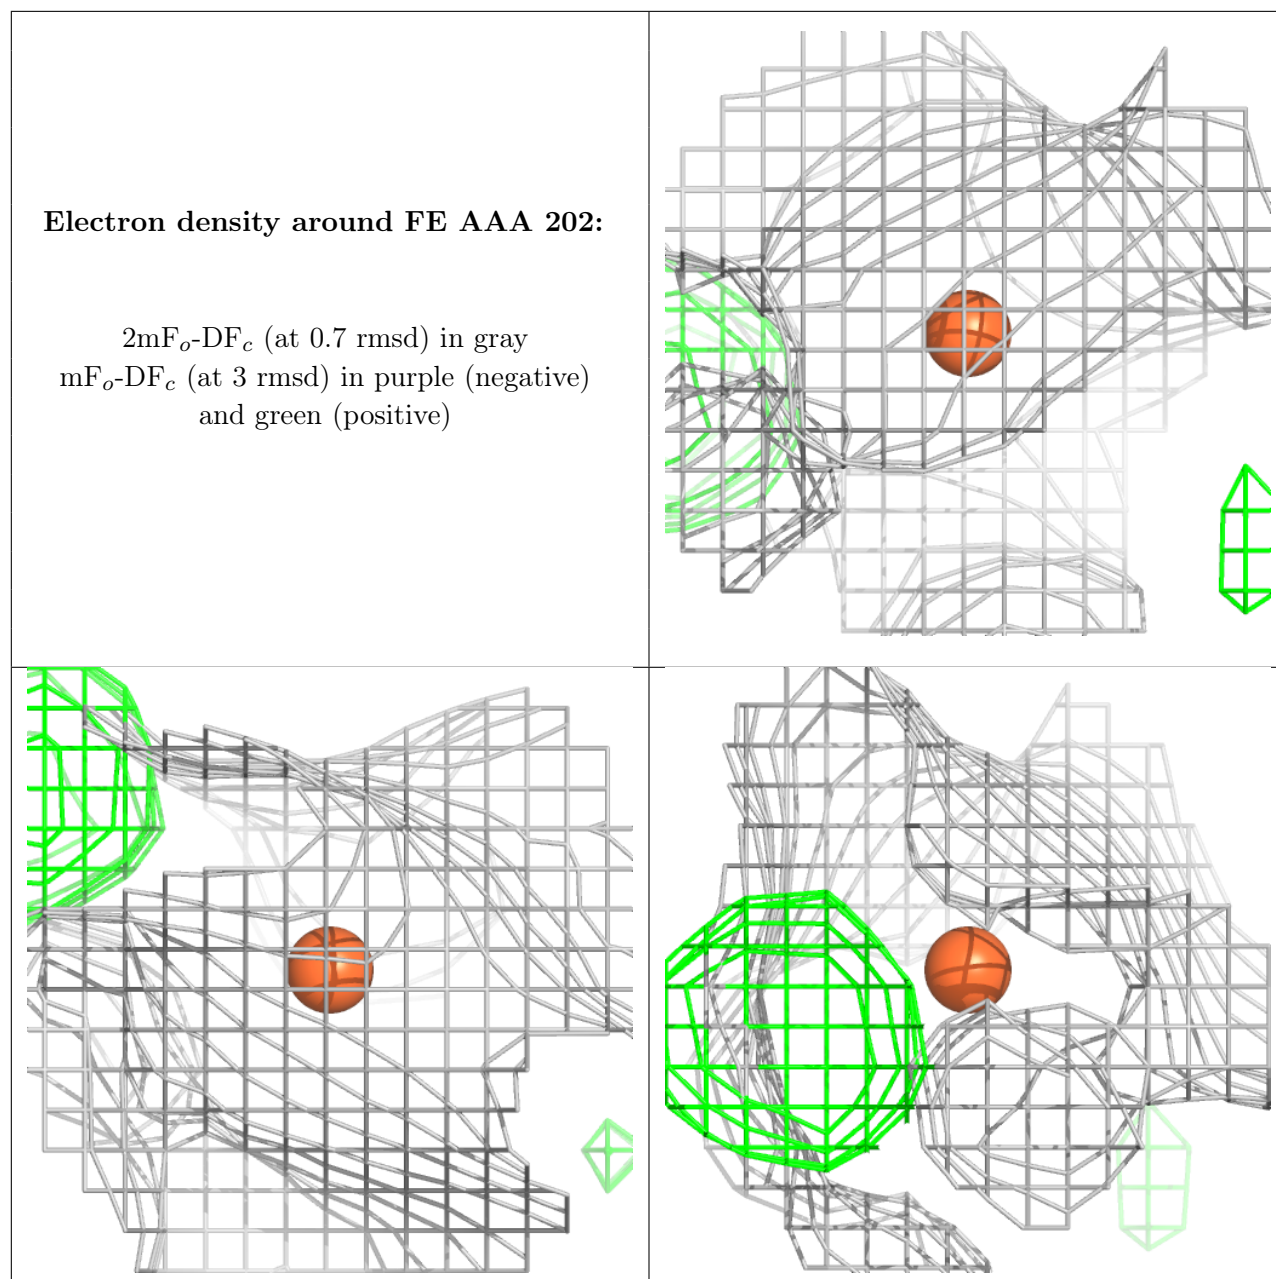 Electron density around FE AAA 202:
2mFo-DFc (at 0.7 rmsd) in gray
mFo-DFc (at 3 rmsd) in purple (negative)
and green (positive)